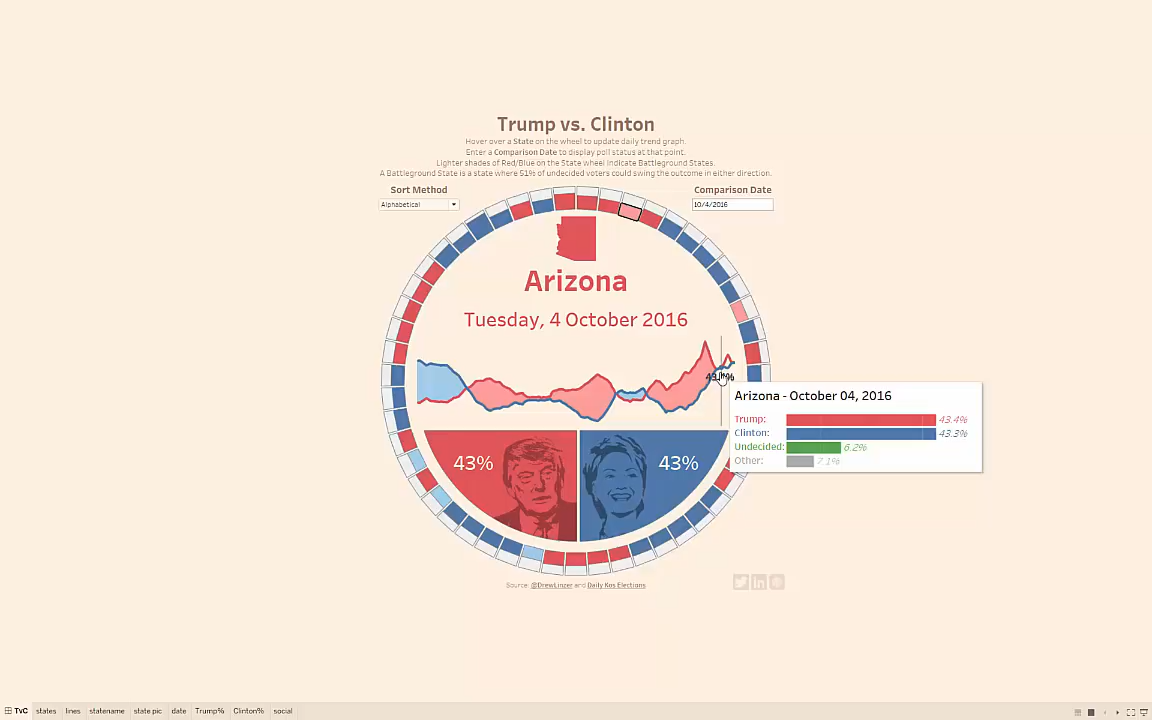 Trump vs. Clinton
Hover over a State on the wheel to update daily trend graph.
Enter a Comparison Date to display poll status at that point.
Lighter shades of Red/Blue on the State wheel indicate Battleground States.
A Battleground State is a state where 51% of undecided voters could swing the outcome in either direction.
Sort Method
Comparison Date
Alphabetical
10/4/2016
Arizona
Tuesday, 4 October 2016
Arizona - October 04, 2016
Trump: 43.4%
Clinton: 43.3%
Undecided: 6.2%
Other: 7.1%
43%
43%
Source: @DrewLinzer and Daily Kos Elections
TvC states lines statename state.pic date Trump% Clinton% social